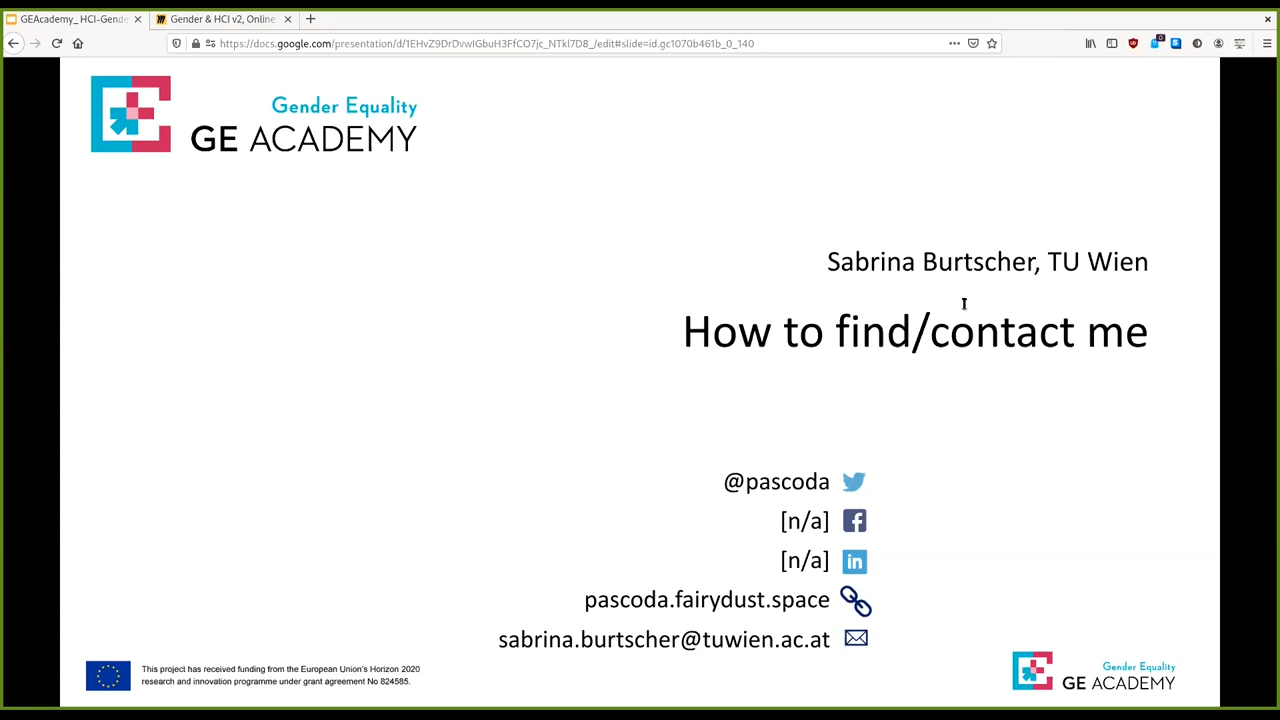 GEAcademy_ HCI-Gende
Gender & HCI v2, Online
https://docs.google.com/presentation/d/1EHvZ9DrDvwIGbuH3FfCO7jc_NTkl7D8_/edit#slide=id.gc1070b461b_0_140
Gender Equality
GE ACADEMY
Sabrina Burtscher, TU Wien
How to find/contact me
@pascoda
[n/a]
[n/a]
pascoda.fairydust.space
sabrina.burtscher@tuwien.ac.at
This project has received funding from the European Union's Horizon 2020
research and innovation programme under grant agreement No 824585.
Gender Equality
GE ACADEMY